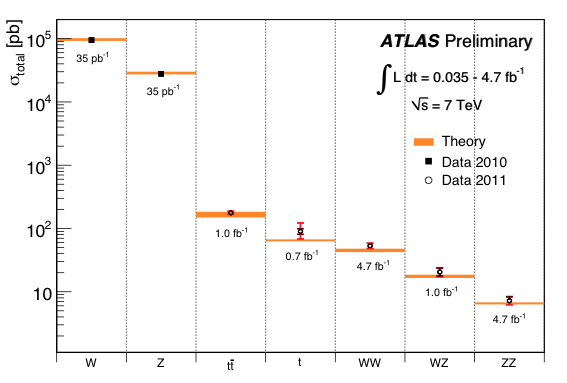 σtotal [pb]
10⁵
10⁴
10³
10²
10
ATLAS Preliminary
∫ L dt = 0.035 - 4.7 fb⁻¹
√s = 7 TeV
Theory
Data 2010
Data 2011
35 pb⁻¹
35 pb⁻¹
1.0 fb⁻¹
0.7 fb⁻¹
4.7 fb⁻¹
1.0 fb⁻¹
4.7 fb⁻¹
W Z tt̄ t WW WZ ZZ